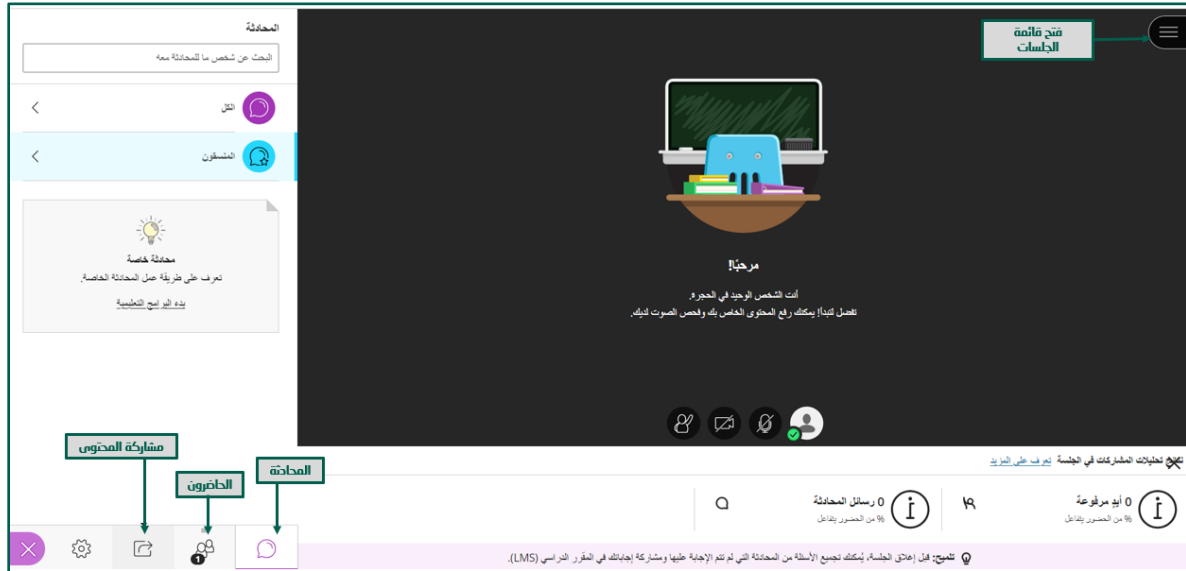 فتح قائمة
الجلسات
المحادثة
البحث عن شخص ما للمحادثة معه
الكل
المنسقون
محادثة خاصة
تعرف على طريقة عمل المحادثة الخاصة.
بدء البرامج التعليمية
مرحبًا!
أنت الشخص الوحيد في الحجرة.
تفضل لتبدأ! يمكنك رفع المحتوى الخاص بك وفحص الصوت لديك.
مشاركة المحتوى
الحاضرون
المحادثة
1
تحليلات المشاركات في الجلسة تعرف على المزيد
0 أيدٍ مرفوعة
% من الحضور يتفاعل
0 رسائل المحادثة
% من الحضور يتفاعل
تلميح: قبل إغلاق الجلسة، يُمكنك تجميع الأسئلة من المحادثة التي لم تتم الإجابة عليها ومشاركة إجاباتك في المقرر الدراسي (LMS).